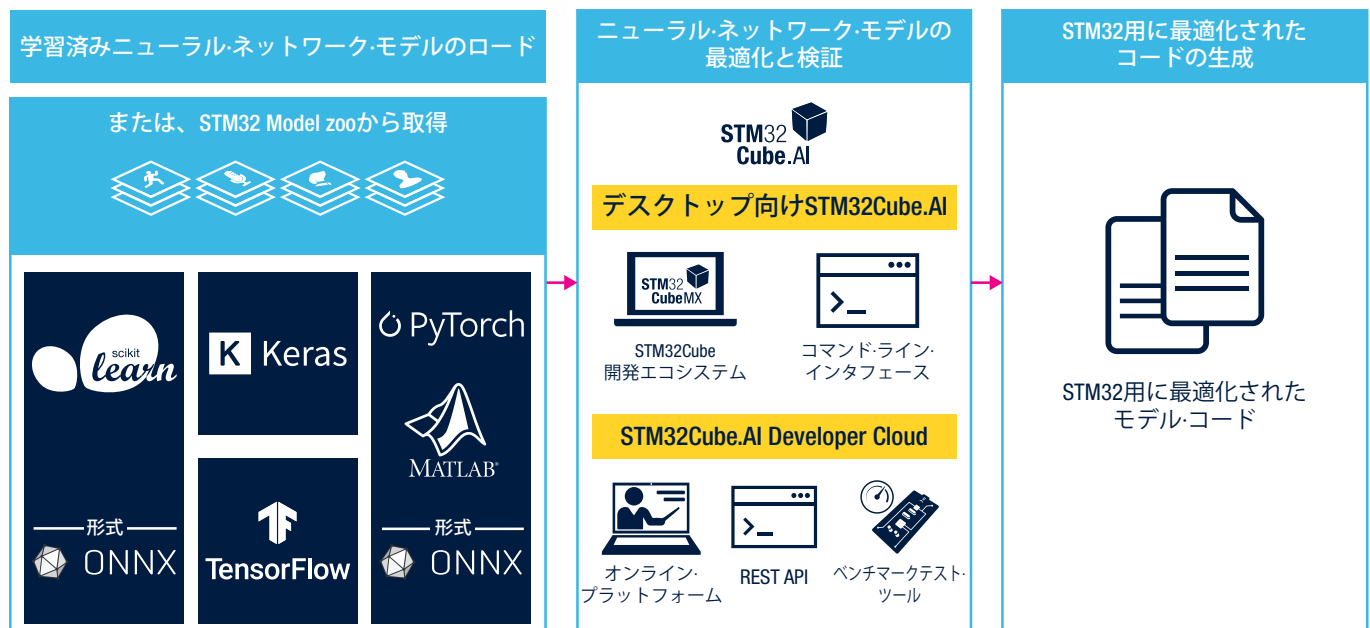 学習済みニューラル·ネットワーク·モデルのロード
または、STM32 Model zooから取得
scikit
learn
形式
ONNX
K Keras
TensorFlow
PyTorch
MATLAB®
形式
ONNX
ニューラル·ネットワーク·モデルの
最適化と検証
STM32
Cube.AI
デスクトップ向けSTM32Cube.AI
STM32
CubeMX
STM32Cube
開発エコシステム
>_
コマンド·ライン·
インタフェース
STM32Cube.AI Developer Cloud
オンライン·
プラットフォーム
>_
REST API
ベンチマークテスト·
ツール
STM32用に最適化された
コードの生成
STM32用に最適化された
モデル·コード